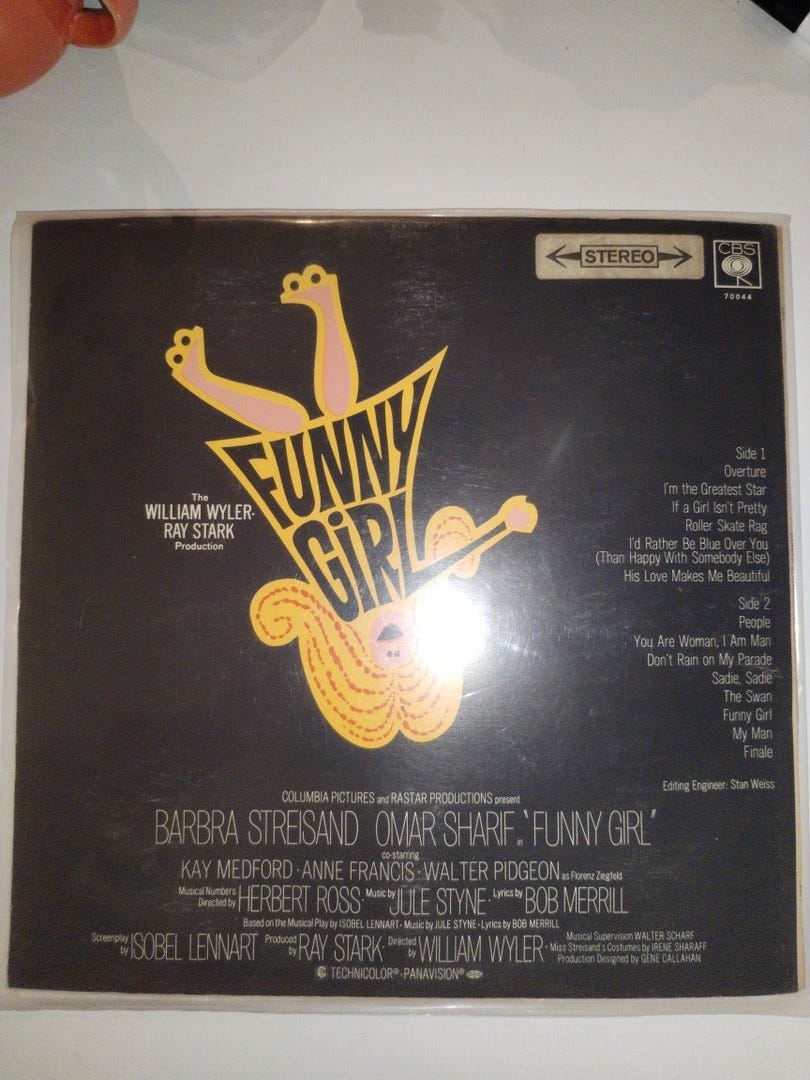 STEREO
CBS
70044
FUNNY
GIRL
The
WILLIAM WYLER-
RAY STARK
Production
Side 1
Overture
I'm the Greatest Star
If a Girl Isn't Pretty
Roller Skate Rag
I'd Rather Be Blue Over You
(Than Happy With Somebody Else)
His Love Makes Me Beautiful
Side 2
People
You Are Woman, I Am Man
Don't Rain on My Parade
Sadie, Sadie
The Swan
Funny Girl
My Man
Finale
Editing Engineer: Stan Weiss
COLUMBIA PICTURES and RASTAR PRODUCTIONS present
BARBRA STREISAND OMAR SHARIF in "FUNNY GIRL"
co-starring
KAY MEDFORD · ANNE FRANCIS · WALTER PIDGEON as Florenz Ziegfeld
Musical Numbers Directed by HERBERT ROSS · Music by JULE STYNE · Lyrics by BOB MERRILL
Based on the Musical Play by ISOBEL LENNART · Music by JULE STYNE · Lyrics by BOB MERRILL
Screenplay by ISOBEL LENNART Produced by RAY STARK Directed by WILLIAM WYLER · Musical Supervision WALTER SCHARF
Miss Streisand's Costumes by IRENE SHARAFF
Production Designed by GENE CALLAHAN
TECHNICOLOR® · PANAVISION®